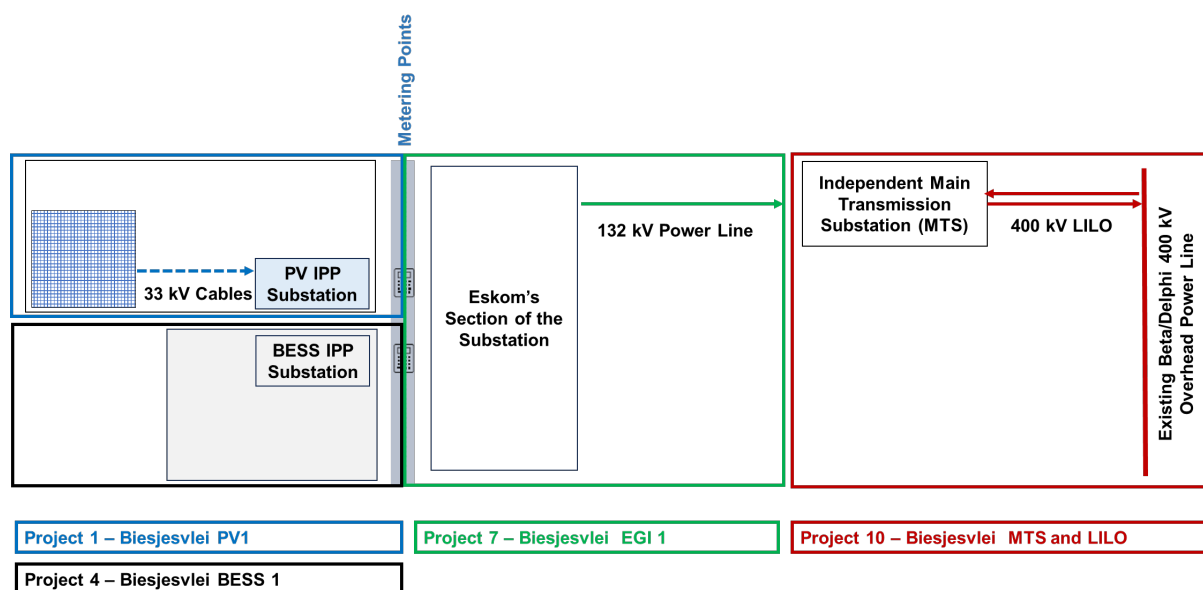 Metering Points
33 kV Cables
PV IPP
Substation
BESS IPP
Substation
Eskom's
Section of the
Substation
132 kV Power Line
Independent Main
Transmission
Substation (MTS)
400 kV LILO
Existing Beta/Delphi 400 kV
Overhead Power Line
Project 1 – Biesjesvlei PV1
Project 7 – Biesjesvlei EGI 1
Project 10 – Biesjesvlei MTS and LILO
Project 4 – Biesjesvlei BESS 1